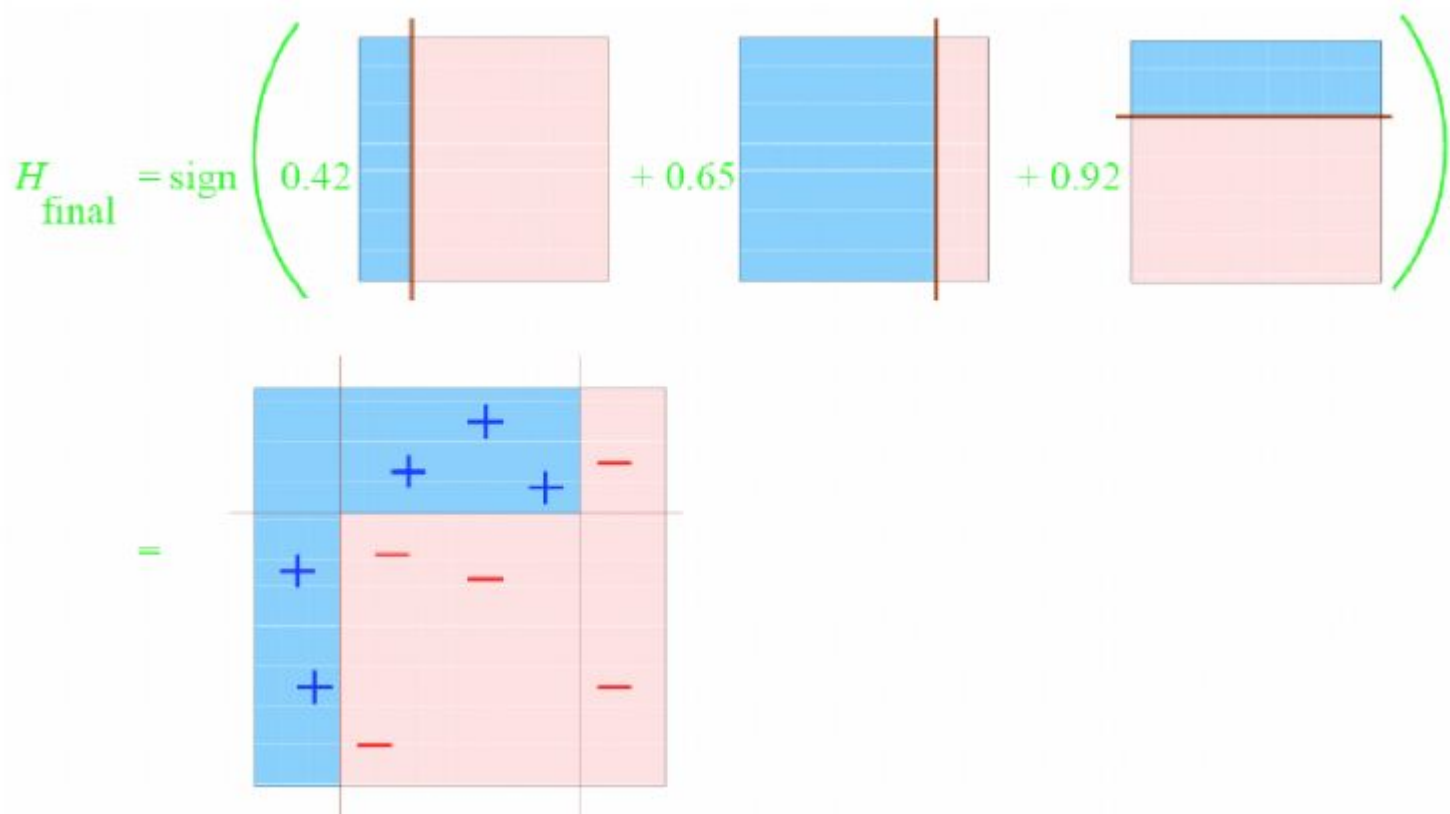 H final = sign ( 0.42 + 0.65 + 0.92 )
+
+ + −
=
+ − −
+ −
−